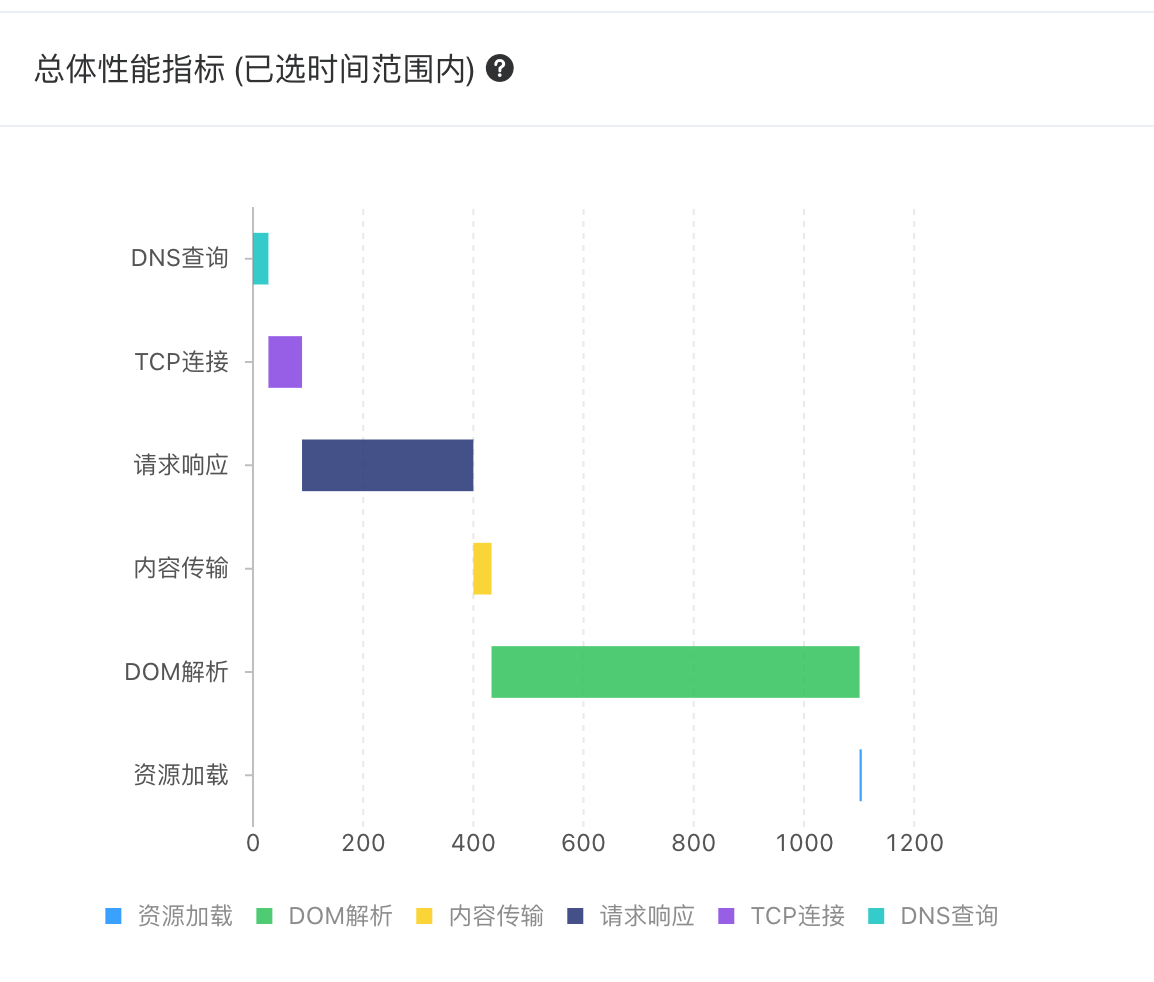 总体性能指标 (已选时间范围内) ?
DNS查询
TCP连接
请求响应
内容传输
DOM解析
资源加载
0 200 400 600 800 1000 1200
资源加载 DOM解析 内容传输 请求响应 TCP连接 DNS查询